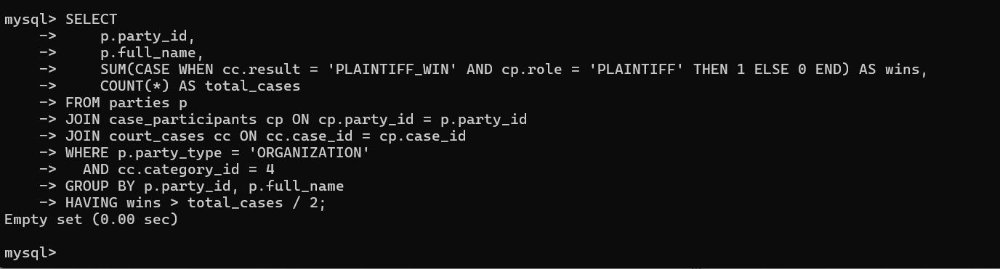 mysql> SELECT
    ->     p.party_id,
    ->     p.full_name,
    ->     SUM(CASE WHEN cc.result = 'PLAINTIFF_WIN' AND cp.role = 'PLAINTIFF' THEN 1 ELSE 0 END) AS wins,
    ->     COUNT(*) AS total_cases
    -> FROM parties p
    -> JOIN case_participants cp ON cp.party_id = p.party_id
    -> JOIN court_cases cc ON cc.case_id = cp.case_id
    -> WHERE p.party_type = 'ORGANIZATION'
    ->   AND cc.category_id = 4
    -> GROUP BY p.party_id, p.full_name
    -> HAVING wins > total_cases / 2;
Empty set (0.00 sec)
mysql>